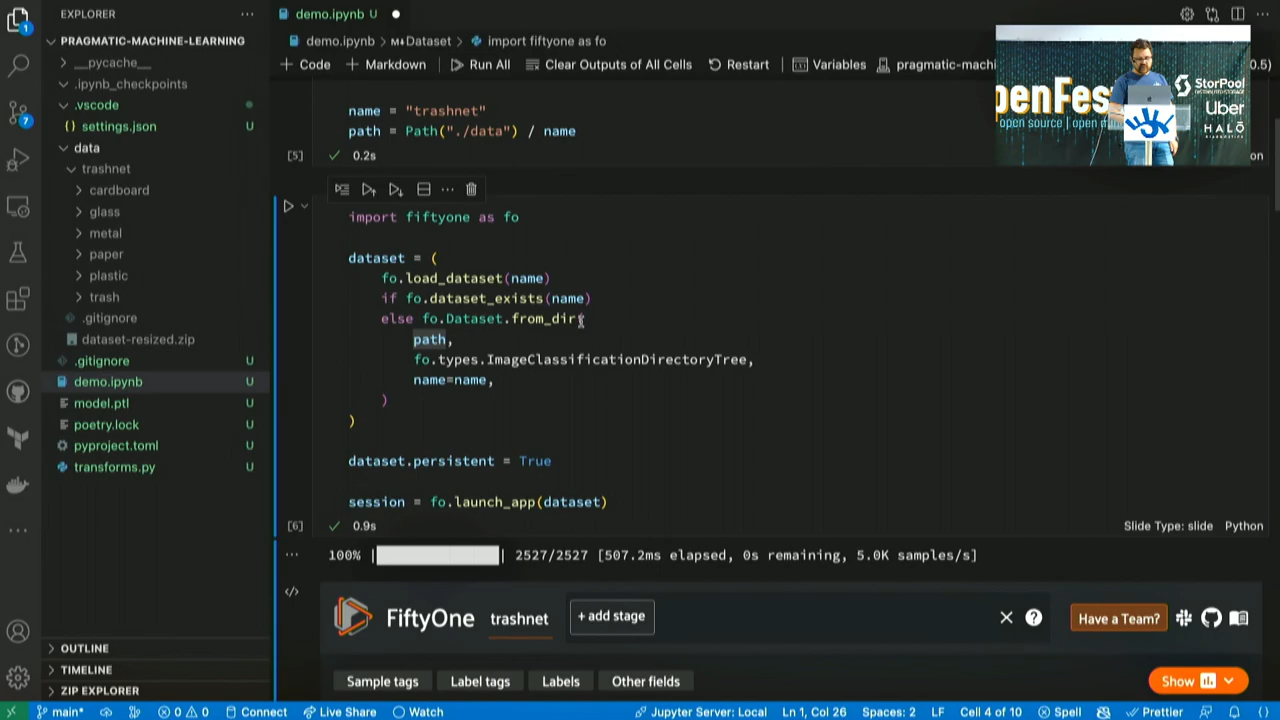 EXPLORER
demo.ipynb U
PRAGMATIC-MACHINE-LEARNING
__pycache__
.ipynb_checkpoints
.vscode
settings.json U
data
trashnet
cardboard
glass
metal
paper
plastic
trash
.gitignore
dataset-resized.zip
.gitignore U
demo.ipynb U
model.ptl U
poetry.lock U
pyproject.toml U
transforms.py U
OUTLINE
TIMELINE
ZIP EXPLORER
1
7
demo.ipynb > Dataset > import fiftyone as fo
+ Code + Markdown Run All Clear Outputs of All Cells Restart Variables pragmatic-machi
name = "trashnet"
path = Path("./data") / name
[5] 0.2s
import fiftyone as fo
dataset = (
fo.load_dataset(name)
if fo.dataset_exists(name)
else fo.Dataset.from_dir(
path,
fo.types.ImageClassificationDirectoryTree,
name=name,
)
)
dataset.persistent = True
session = fo.launch_app(dataset)
[6] 0.9s
Slide Type: slide Python
100% | | 2527/2527 [507.2ms elapsed, 0s remaining, 5.0K samples/s]
FiftyOne trashnet + add stage Have a Team?
Sample tags Label tags Labels Other fields Show
main* 0 0 Connect Live Share Watch Jupyter Server: Local Ln 1, Col 26 Spaces: 2 LF Cell 4 of 10 Spell Prettier
penFes
open source | open
StorPool
Uber
HALO
0.5)
on